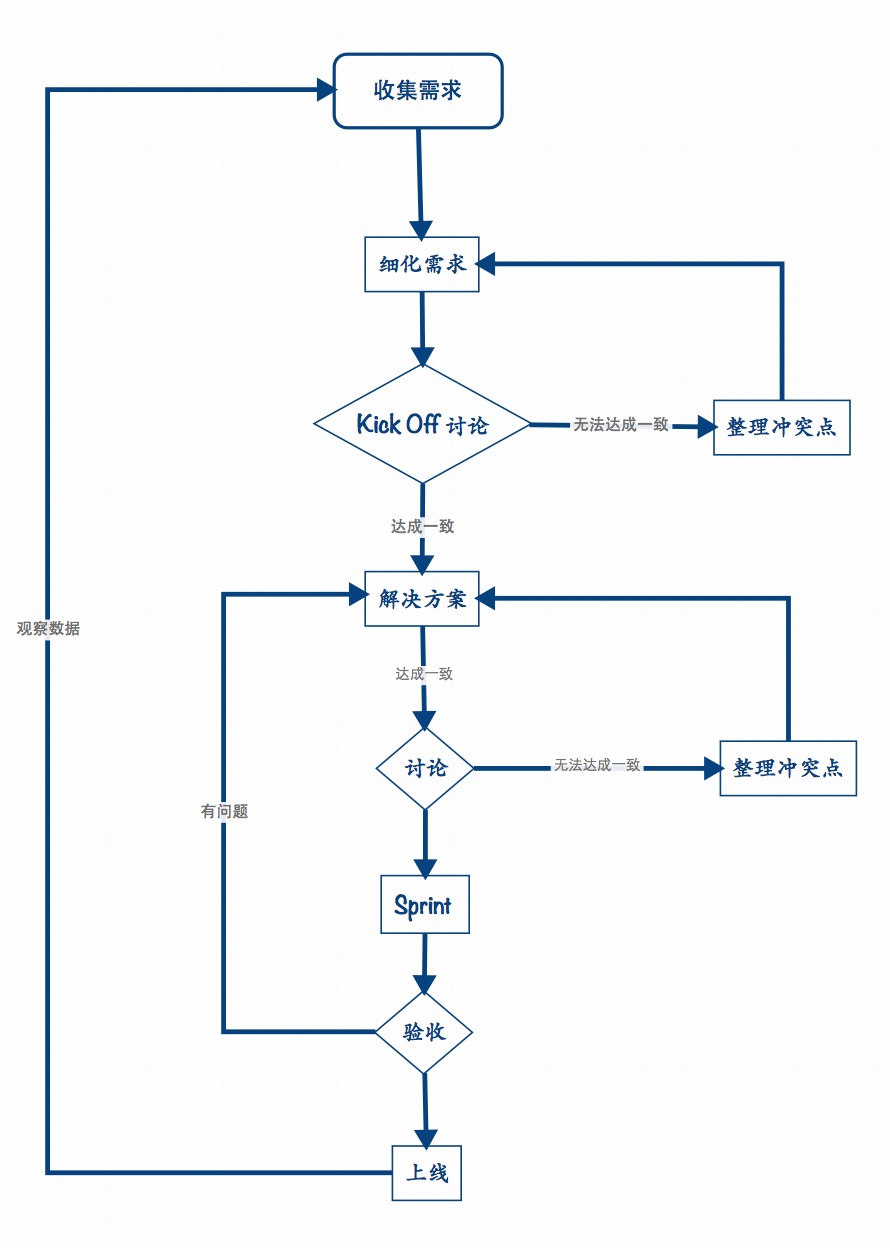 收集需求
细化需求
Kick Off 讨论
无法达成一致
整理冲突点
达成一致
解决方案
观察数据
达成一致
讨论
无法达成一致
整理冲突点
有问题
Sprint
验收
上线